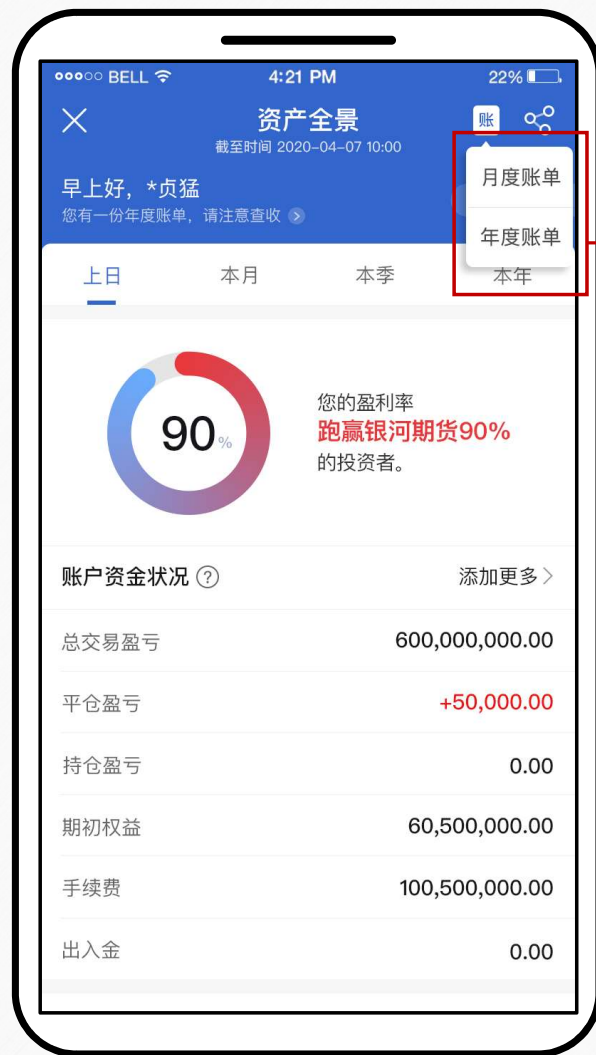 BELL 4:21 PM 22%
资产全景 账
截至时间 2020-04-07 10:00
早上好，*贞猛
您有一份年度账单，请注意查收
月度账单
年度账单
上日 本月 本季 本年
90%
您的盈利率
跑赢银河期货90%
的投资者。
账户资金状况 ? 添加更多
总交易盈亏 600,000,000.00
平仓盈亏 +50,000.00
持仓盈亏 0.00
期初权益 60,500,000.00
手续费 100,500,000.00
出入金 0.00